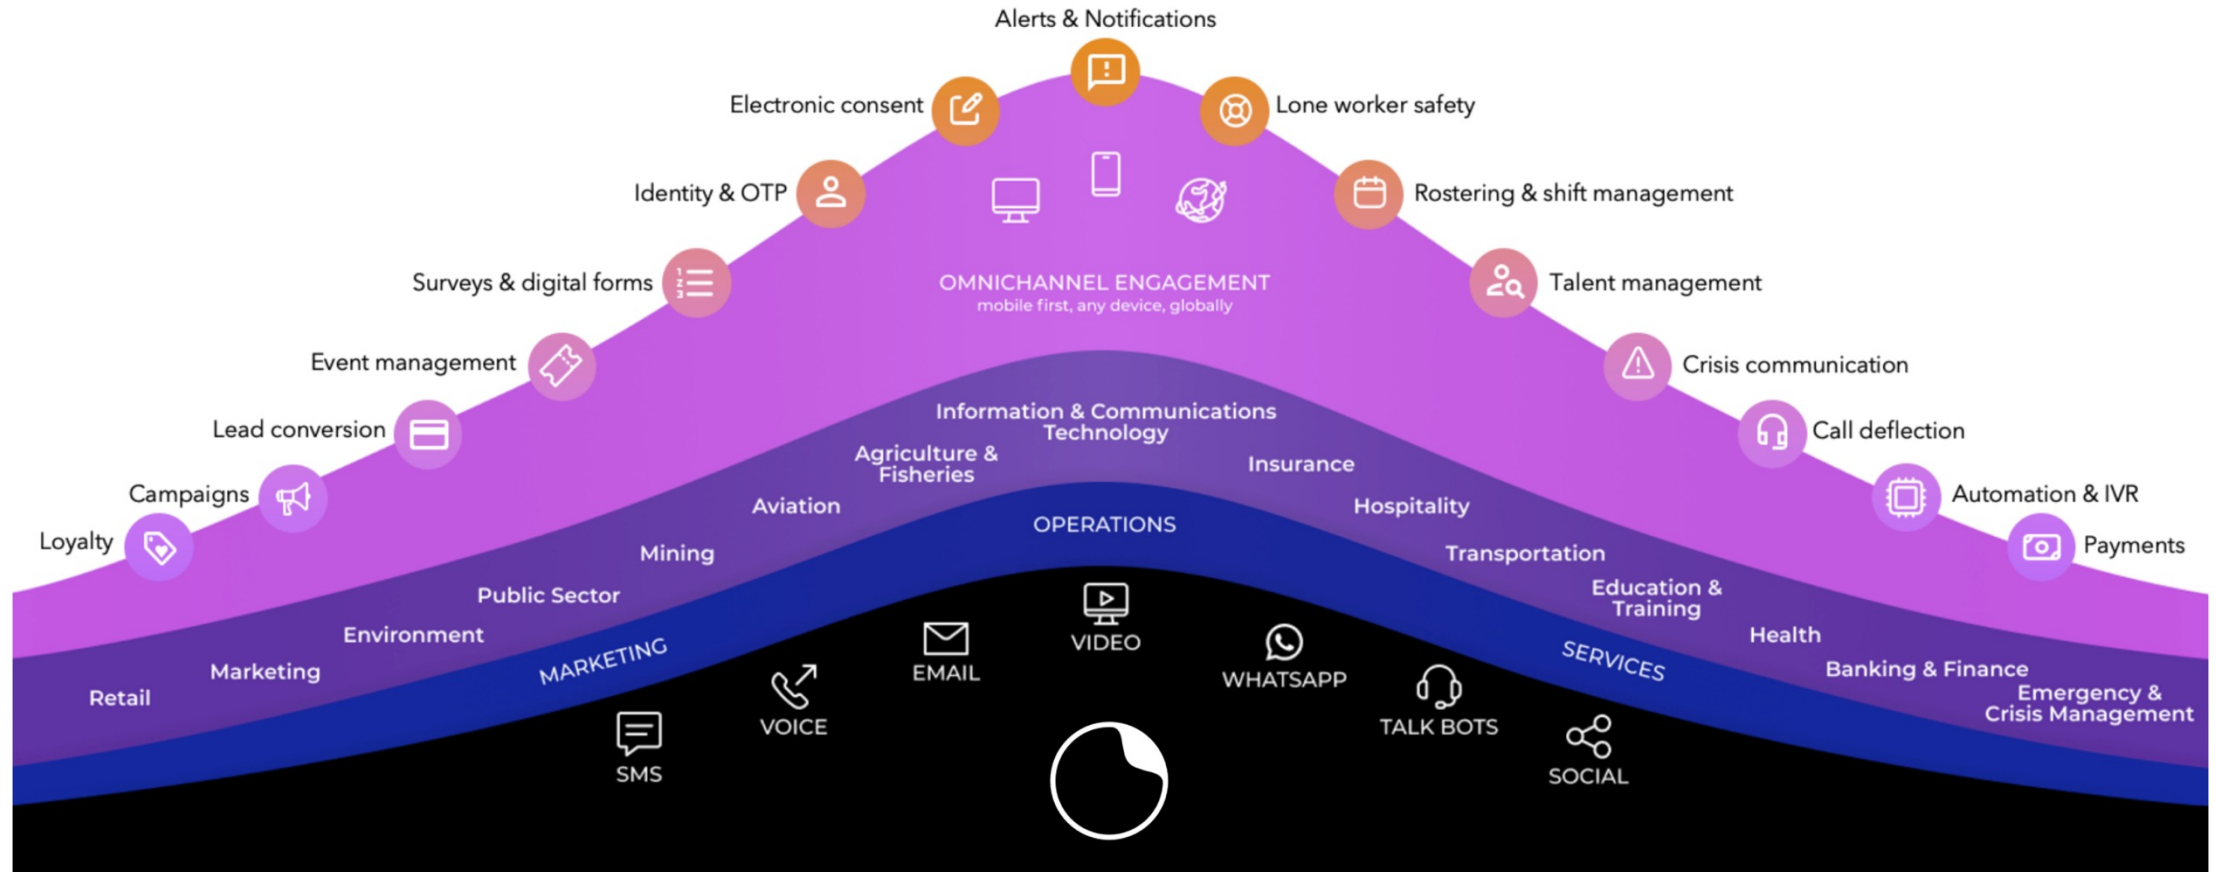 Alerts & Notifications
Electronic consent
Lone worker safety
Identity & OTP
Rostering & shift management
Surveys & digital forms
Talent management
Event management
Crisis communication
Lead conversion
Call deflection
Campaigns
Automation & IVR
Loyalty
Payments
OMNICHANNEL ENGAGEMENT
mobile first, any device, globally
Information & Communications
Technology
Agriculture &
Fisheries
Insurance
Aviation
Hospitality
Mining
Transportation
Public Sector
Education &
Training
Environment
Health
Marketing
Banking & Finance
Retail
Emergency &
Crisis Management
OPERATIONS
MARKETING
SERVICES
VIDEO
EMAIL
WHATSAPP
VOICE
TALK BOTS
SMS
SOCIAL
1
2
3